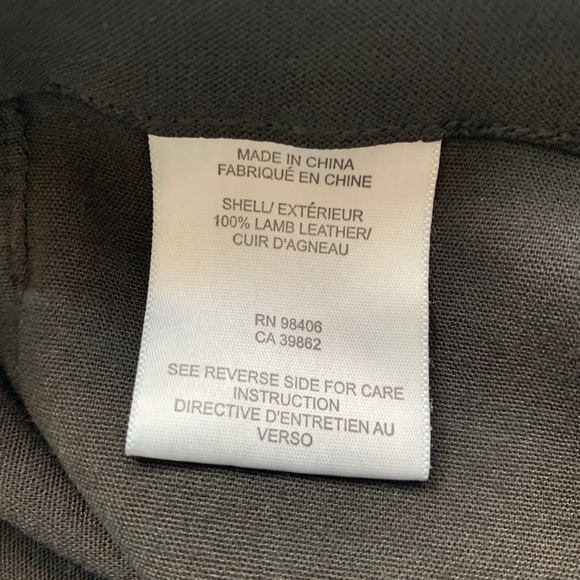 MADE IN CHINA
FABRIQUÉ EN CHINE
SHELL/ EXTÉRIEUR
100% LAMB LEATHER/
CUIR D'AGNEAU
RN 98406
CA 39862
SEE REVERSE SIDE FOR CARE
INSTRUCTION
DIRECTIVE D'ENTRETIEN AU
VERSO